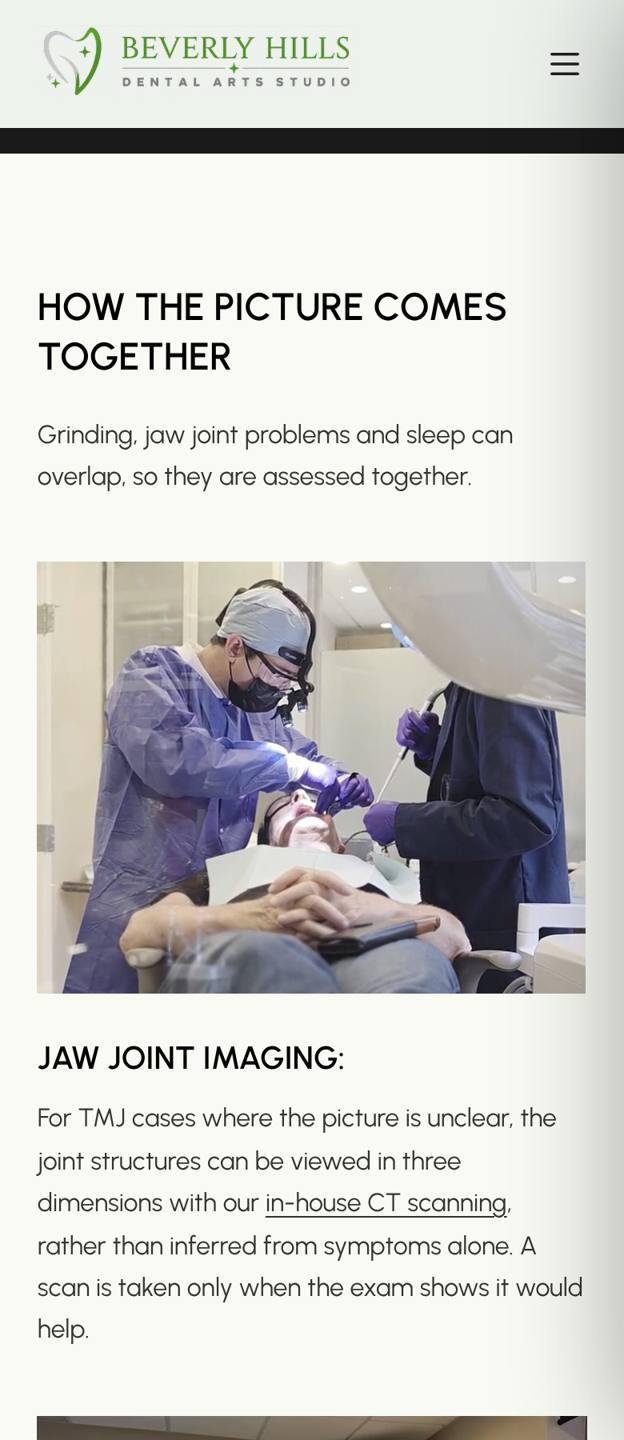 BEVERLY HILLS
DENTAL ARTS STUDIO
HOW THE PICTURE COMES
TOGETHER
Grinding, jaw joint problems and sleep can
overlap, so they are assessed together.
JAW JOINT IMAGING:
For TMJ cases where the picture is unclear, the
joint structures can be viewed in three
dimensions with our in-house CT scanning,
rather than inferred from symptoms alone. A
scan is taken only when the exam shows it would
help.